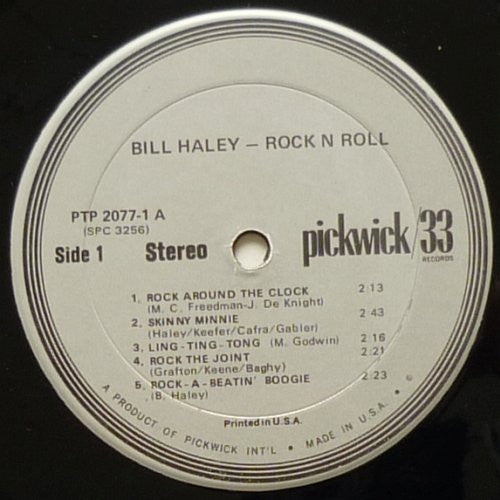 BILL HALEY – ROCK N ROLL
PTP 2077-1 A
(SPC 3256)
Side 1 Stereo
pickwick/33
RECORDS
1. ROCK AROUND THE CLOCK 2:13
(M. C. Freedman-J. De Knight)
2. SKINNY MINNIE 2:43
(Haley/Keefer/Cafra/Gabler)
3. LING-TING-TONG (M. Godwin) 2:16
4. ROCK THE JOINT 2:21
(Grafton/Keene/Baghy)
5. ROCK-A-BEATIN' BOOGIE 2:23
(B. Haley)
Printed in U.S.A.
A PRODUCT OF PICKWICK INT'L • MADE IN U.S.A. • ©